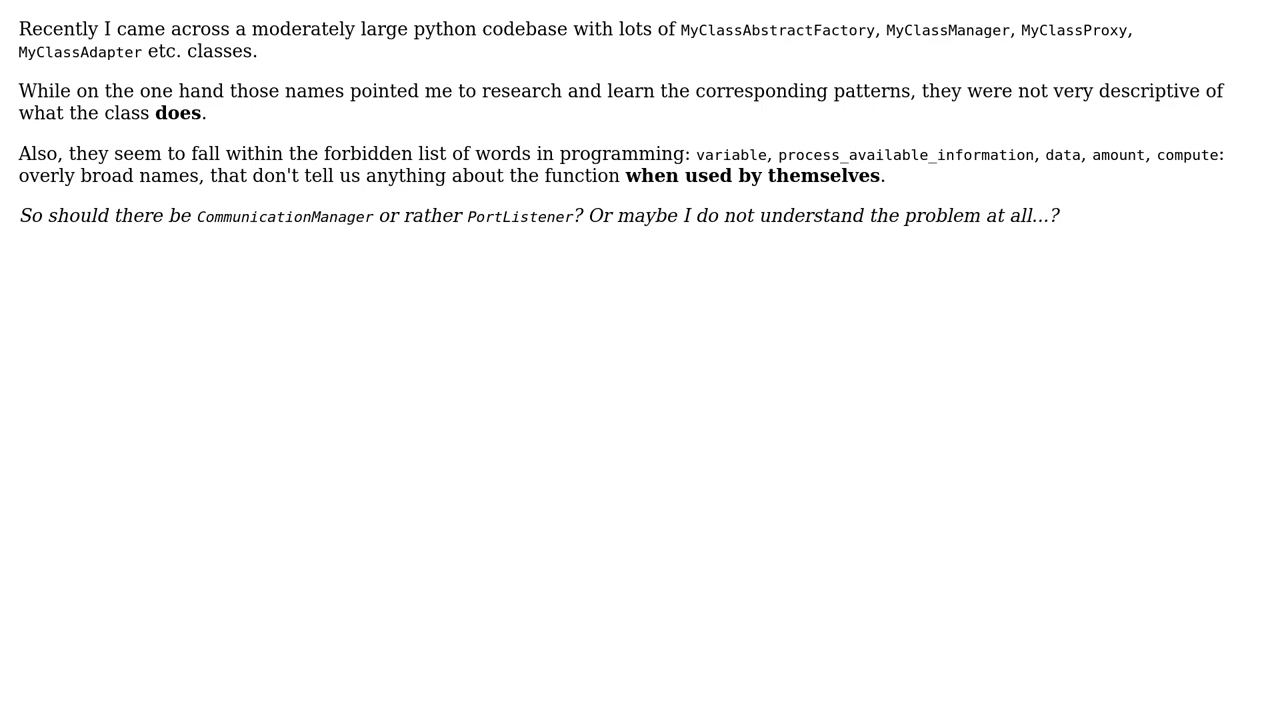 Recently I came across a moderately large python codebase with lots of MyClassAbstractFactory, MyClassManager, MyClassProxy,
MyClassAdapter etc. classes.
While on the one hand those names pointed me to research and learn the corresponding patterns, they were not very descriptive of
what the class does.
Also, they seem to fall within the forbidden list of words in programming: variable, process_available_information, data, amount, compute:
overly broad names, that don't tell us anything about the function when used by themselves.
So should there be CommunicationManager or rather PortListener? Or maybe I do not understand the problem at all...?